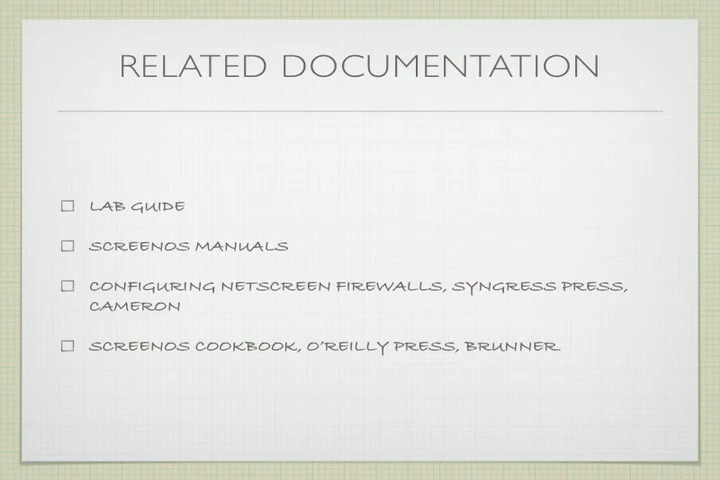 RELATED DOCUMENTATION
LAB GUIDE
SCREENOS MANUALS
CONFIGURING NETSCREEN FIREWALLS, SYNGRESS PRESS,
CAMERON
SCREENOS COOKBOOK, O'REILLY PRESS, BRUNNER.